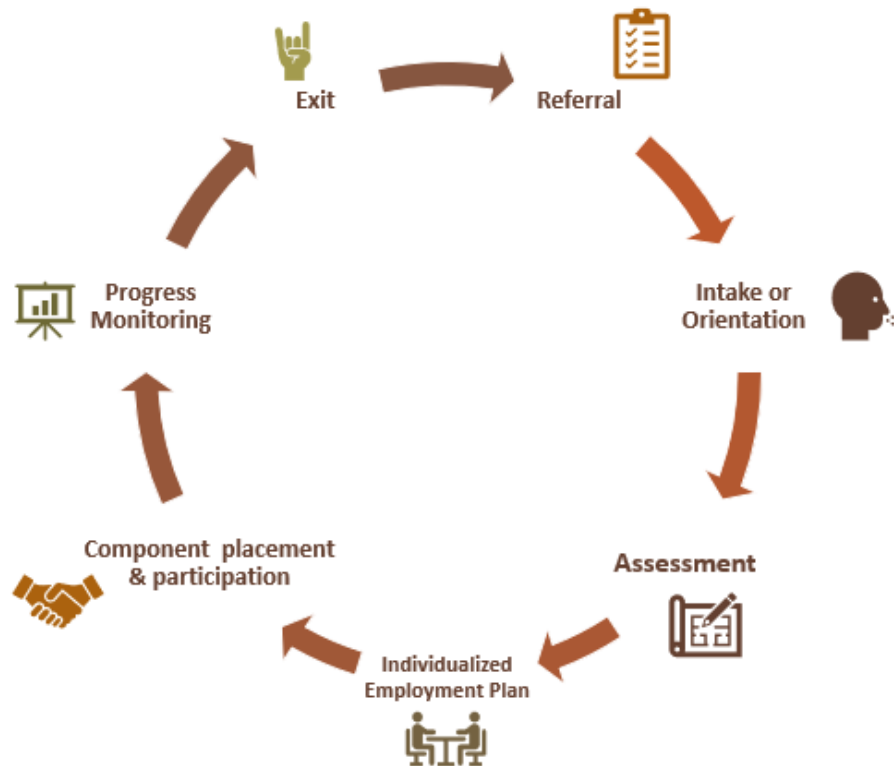 Exit
Referral
Intake or
Orientation
Assessment
Individualized
Employment Plan
Component placement
& participation
Progress
Monitoring